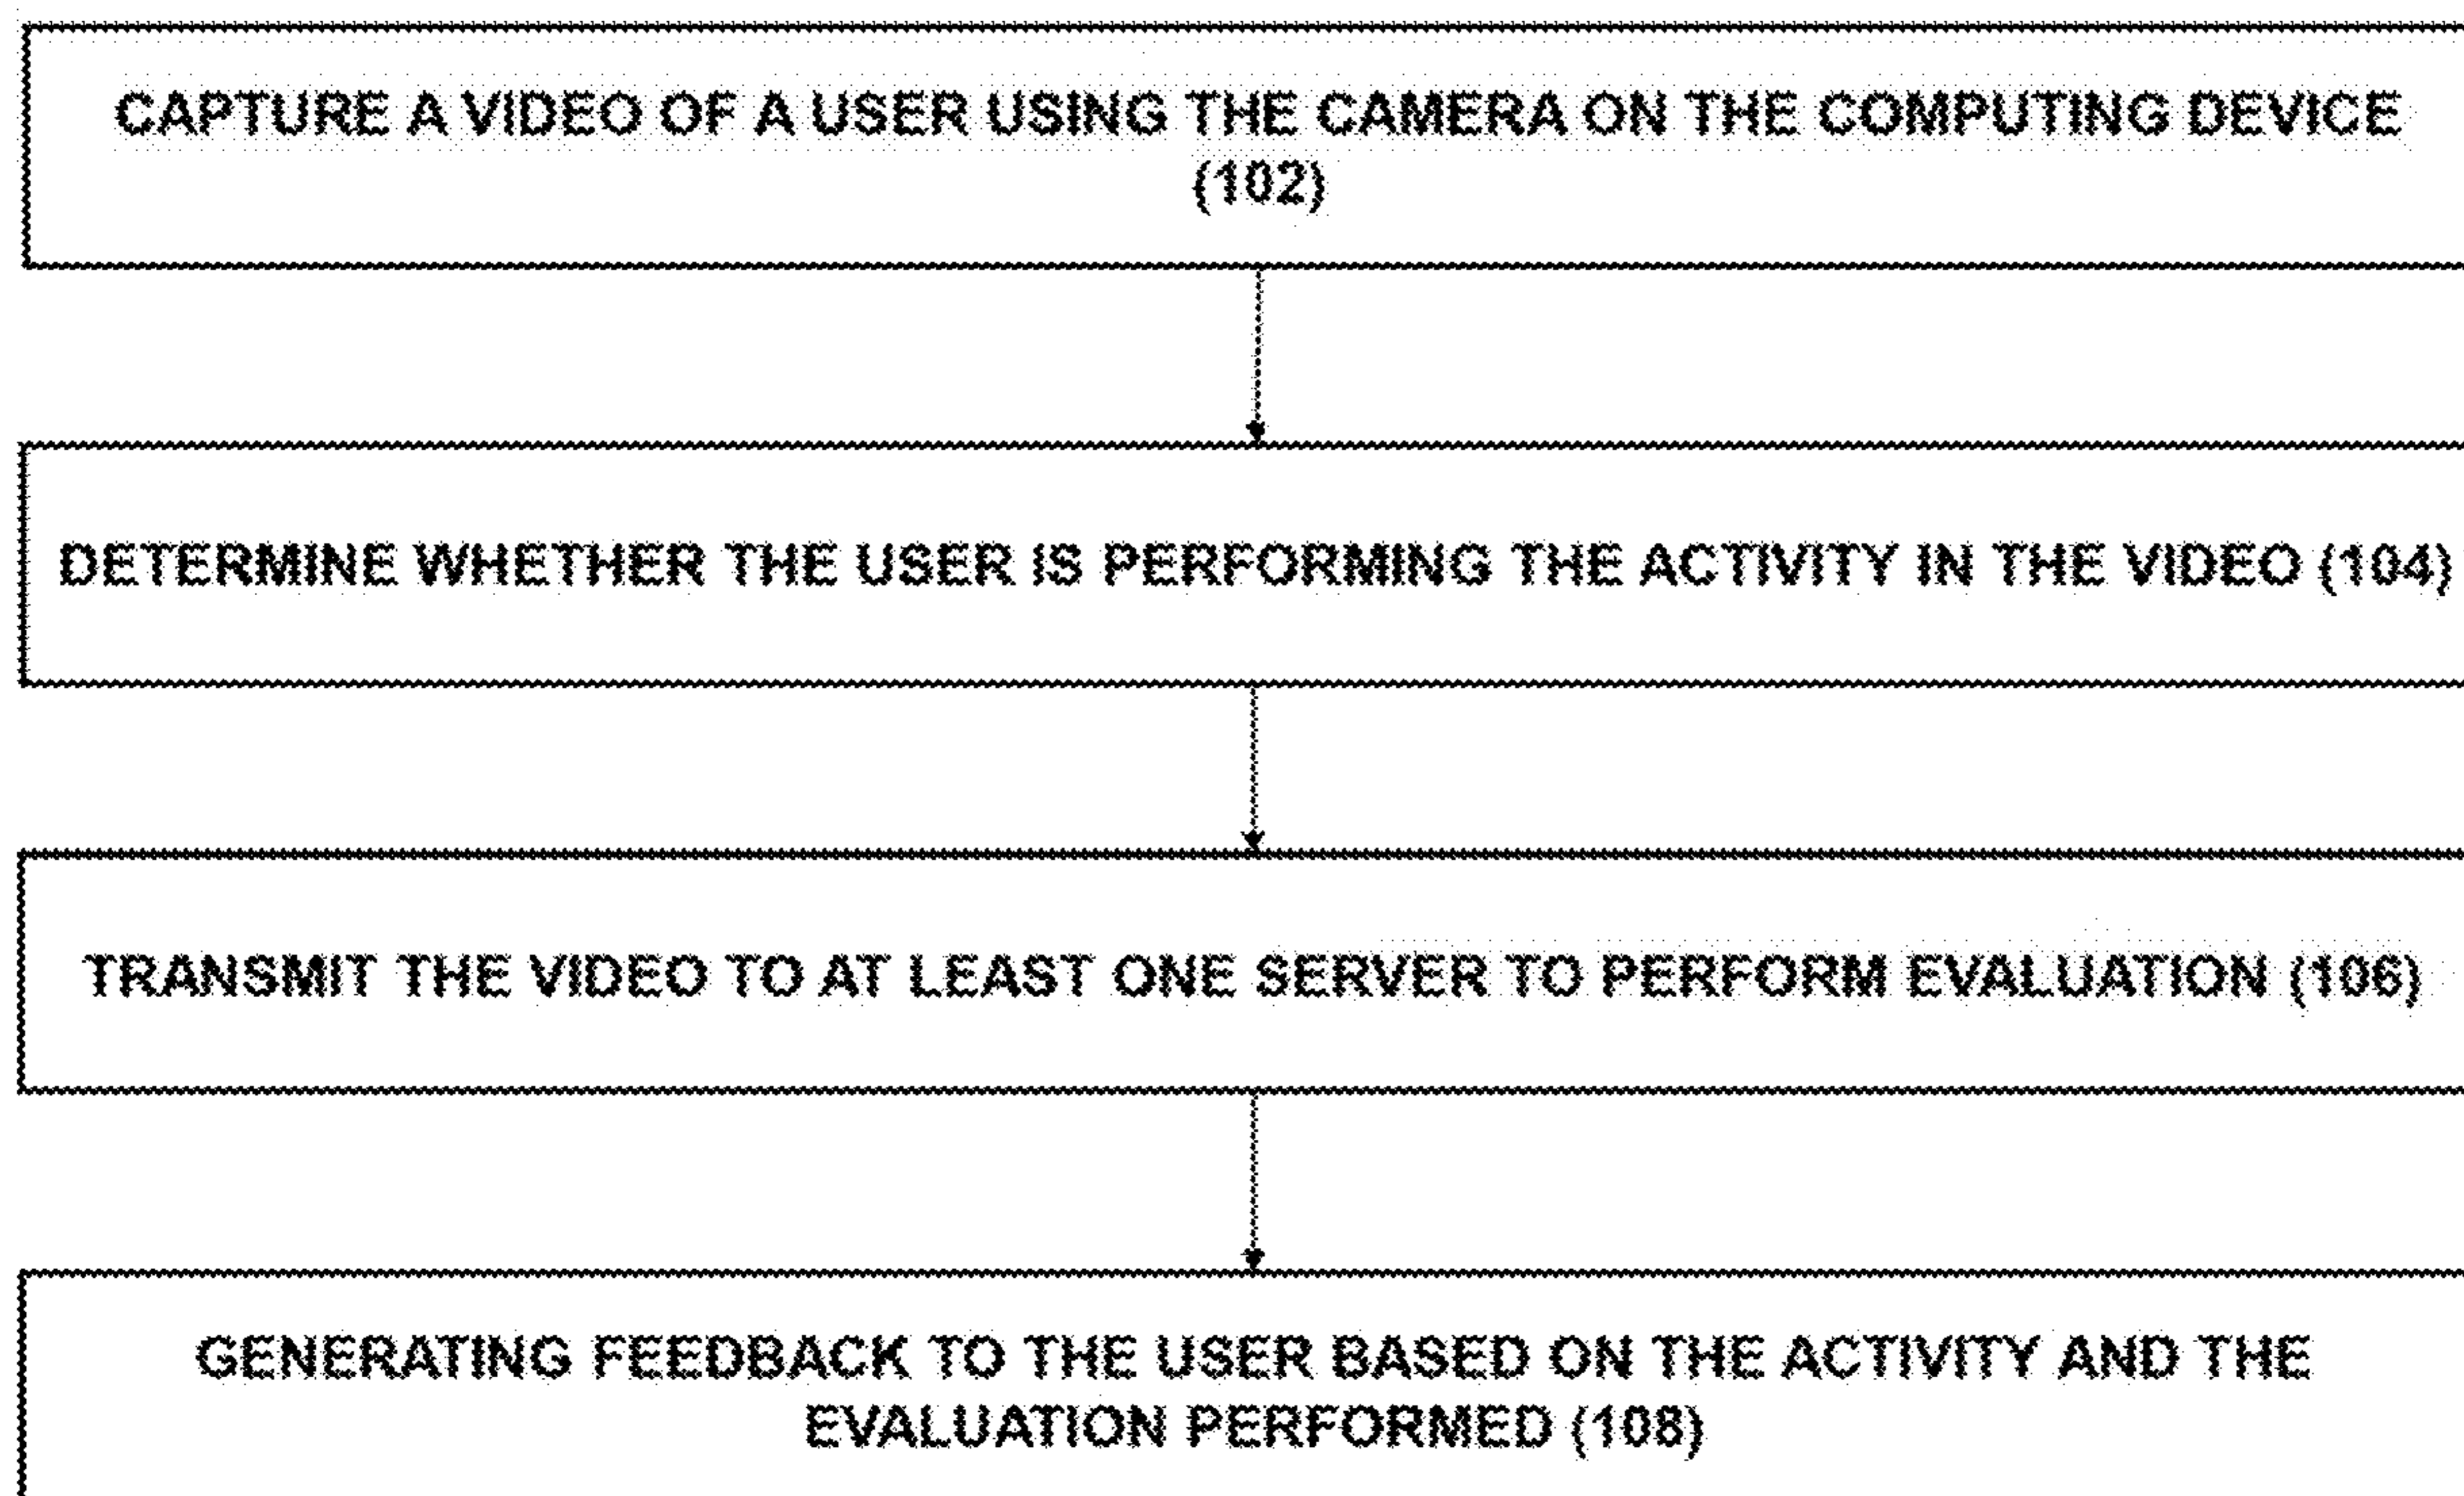 CAPTURE A VIDEO OF A USER USING THE CAMERA ON THE COMPUTING DEVICE
(102)
DETERMINE WHETHER THE USER IS PERFORMING THE ACTIVITY IN THE VIDEO (104)
TRANSMIT THE VIDEO TO AT LEAST ONE SERVER TO PERFORM EVALUATION (106)
GENERATING FEEDBACK TO THE USER BASED ON THE ACTIVITY AND THE
EVALUATION PERFORMED (108)